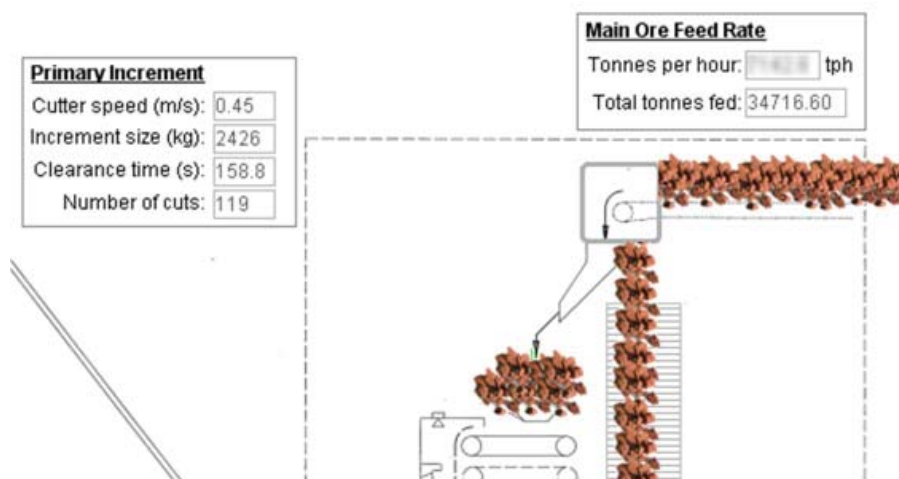 Main Ore Feed Rate
Tonnes per hour: tph
Total tonnes fed: 34716.60
Primary Increment
Cutter speed (m/s): 0.45
Increment size (kg): 2426
Clearance time (s): 158.8
Number of cuts: 119